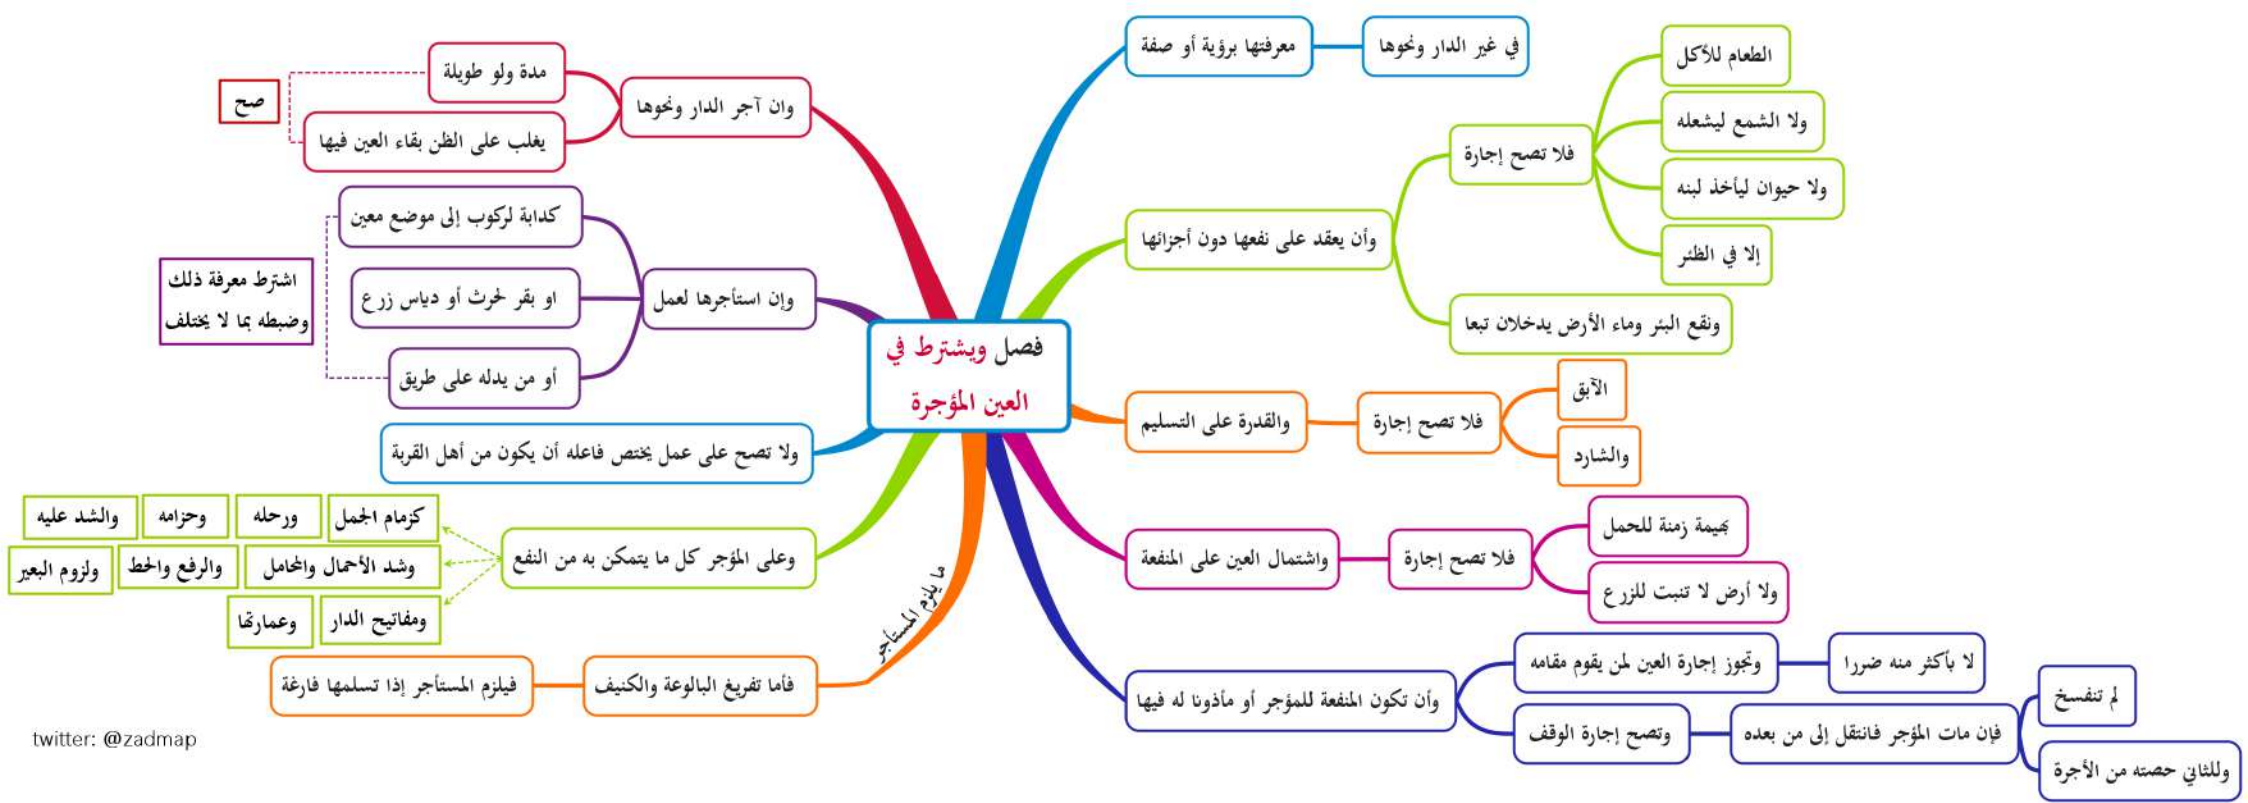 فصل ويشترط في
العين المؤجرة
معرفتها برؤية أو صفة
في غير الدار ونحوها
وأن يعقد على نفعها دون أجزائها
فلا تصح إجارة
الطعام للأكل
ولا الشمع ليشعله
ولا حيوان ليأخذ لبنه
إلا في الظئر
ونقع البئر وماء الأرض يدخلان تبعا
والقدرة على التسليم
فلا تصح إجارة
الآبق
والشارد
واشتمال العين على المنفعة
فلا تصح إجارة
بهيمة زمنة للحمل
ولا أرض لا تنبت للزرع
وأن تكون المنفعة للمؤجر أو مأذونا له فيها
وتجوز إجارة العين لمن يقوم مقامه
لا بأكثر منه ضررا
وتصح إجارة الوقف
فإن مات المؤجر فانتقل إلى من بعده
لم تنفسخ
وللثاني حصته من الأجرة
وان آجر الدار ونحوها
مدة ولو طويلة
يغلب على الظن بقاء العين فيها
صح
وإن استأجرها لعمل
كدابة لركوب إلى موضع معين
او بقر لحرث أو دياس زرع
أو من يدله على طريق
اشترط معرفة ذلك
وضبطه بما لا يختلف
ولا تصح على عمل يختص فاعله أن يكون من أهل القربة
وعلى المؤجر كل ما يتمكن به من النفع
كزمام الجمل
ورحله
وحزامه
والشد عليه
وشد الأحمال والمحامل
والرفع والحط
ولزوم البعير
ومفاتيح الدار
وعمارتها
ما يلزم المستأجر
فأما تفريغ البالوعة والكنيف
فيلزم المستأجر إذا تسلمها فارغة
twitter: @zadmap